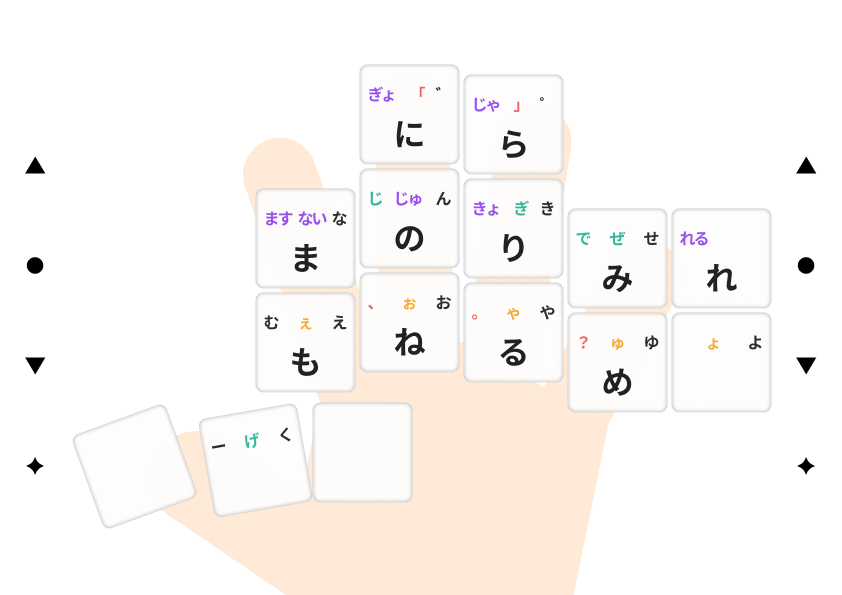 ぎょ 「 ゛
に
じゃ 」 ゜
ら
ます ない な
ま
じ じゅ ん
の
きょ ぎ き
り
で ぜ せ
み
れる
れ
む ぇ え
も
、 ぉ お
ね
。 ゃ や
る
? ゅ ゆ
め
ょ よ
ー げ く